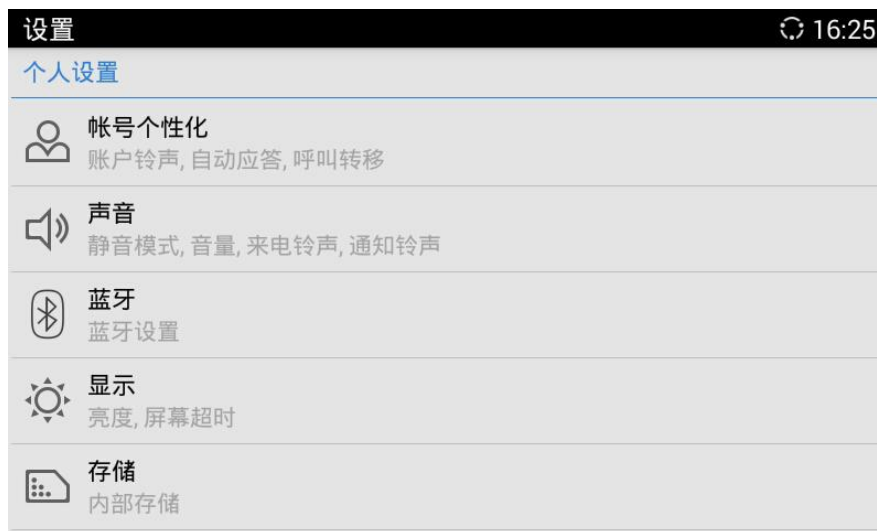 设置 16:25
个人设置
帐号个性化
账户铃声, 自动应答, 呼叫转移
声音
静音模式, 音量, 来电铃声, 通知铃声
蓝牙
蓝牙设置
显示
亮度, 屏幕超时
存储
内部存储